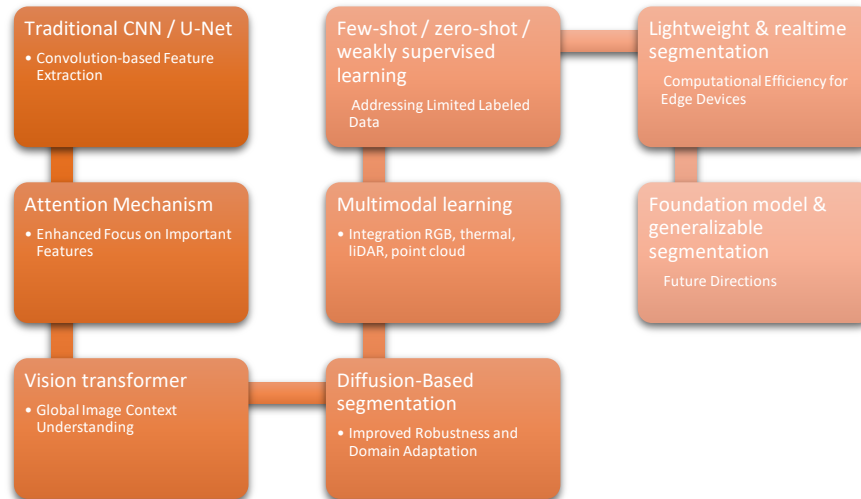 Traditional CNN / U-Net
• Convolution-based Feature
Extraction
Attention Mechanism
• Enhanced Focus on Important
Features
Vision transformer
• Global Image Context
Understanding
Diffusion-Based
segmentation
• Improved Robustness and
Domain Adaptation
Multimodal learning
• Integration RGB, thermal,
liDAR, point cloud
Few-shot / zero-shot /
weakly supervised
learning
Addressing Limited Labeled
Data
Lightweight & realtime
segmentation
Computational Efficiency for
Edge Devices
Foundation model &
generalizable
segmentation
Future Directions